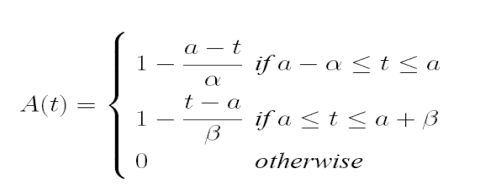 A(t) = { 1 − (a − t)/α if a − α ≤ t ≤ a
1 − (t − a)/β if a ≤ t ≤ a + β
0 otherwise